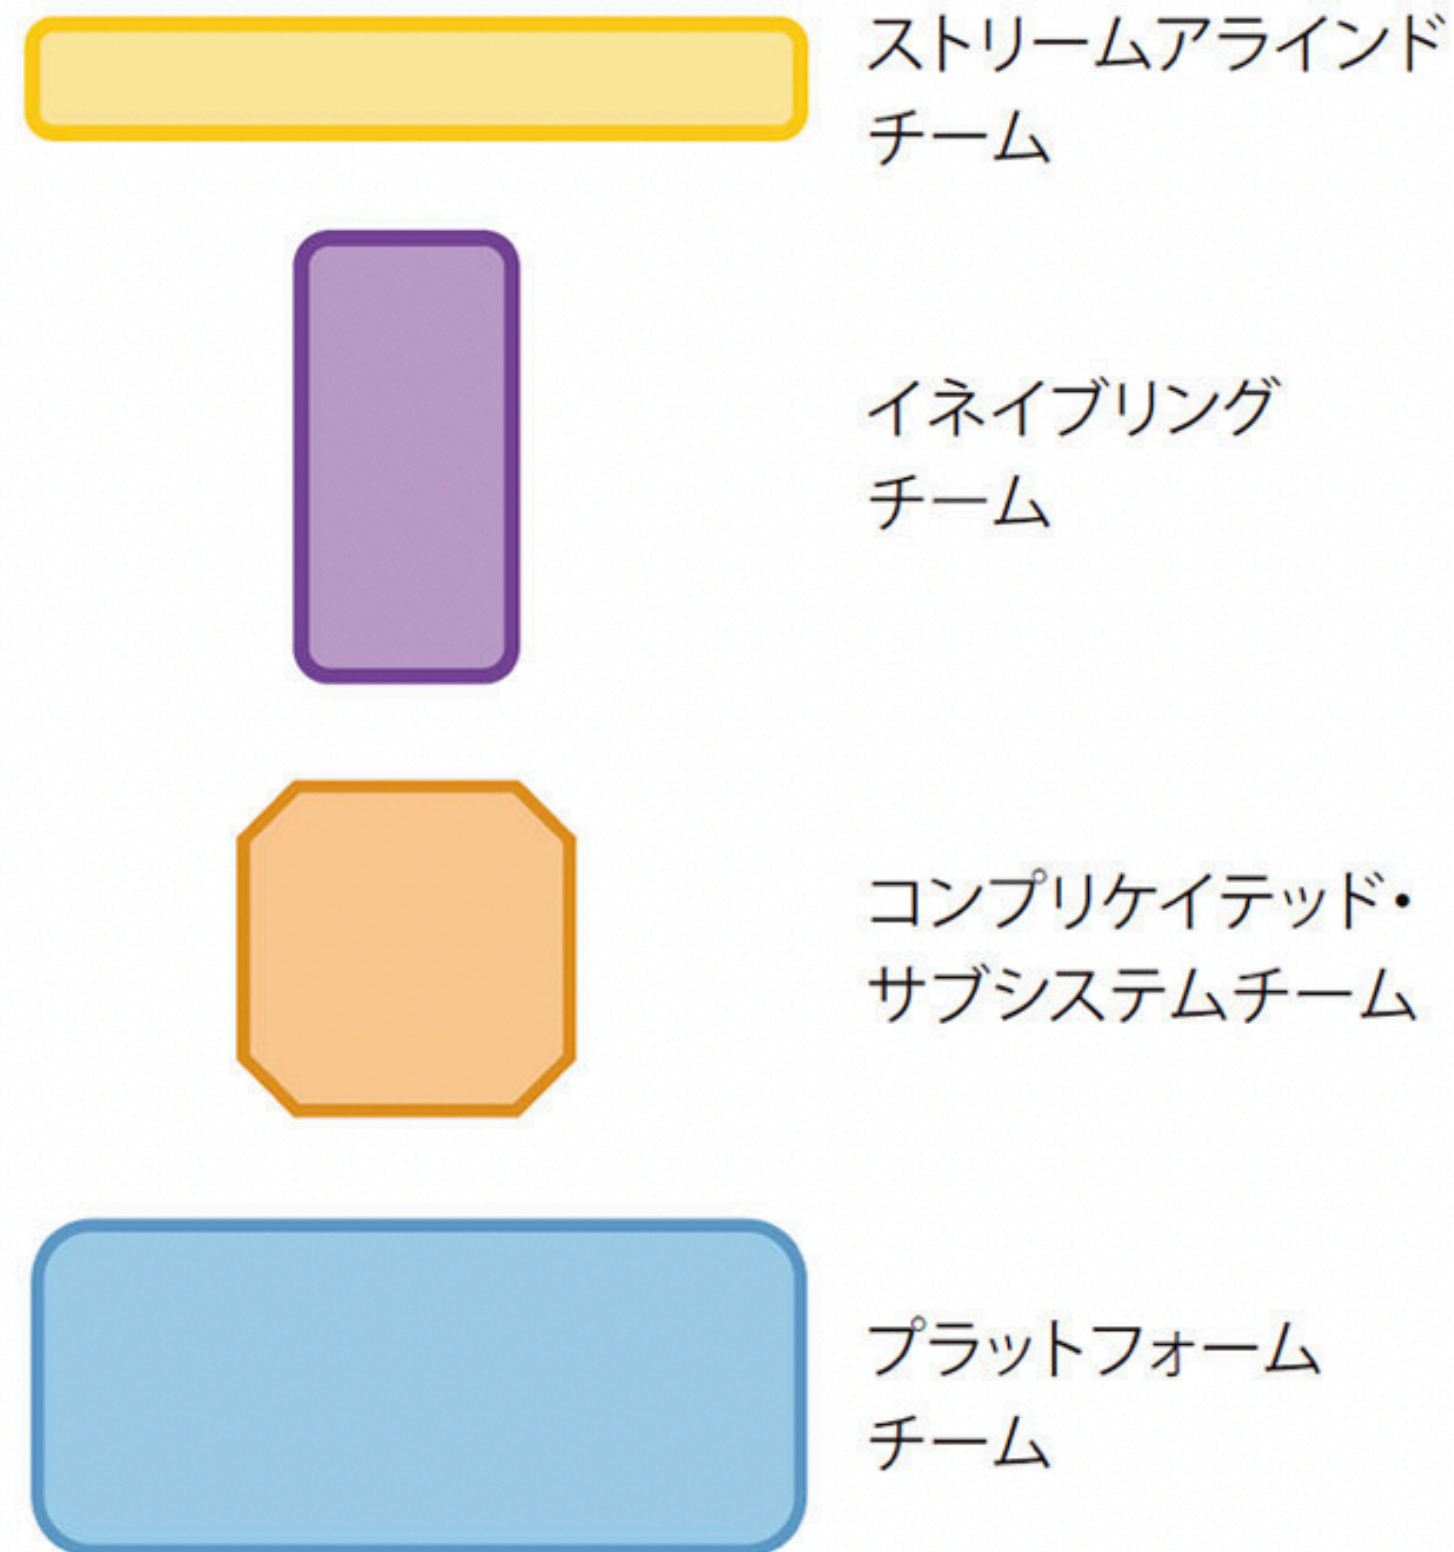 ストリームアラインド
チーム
イネイブリング
チーム
コンプリケイテッド・
サブシステムチーム
プラットフォーム
チーム